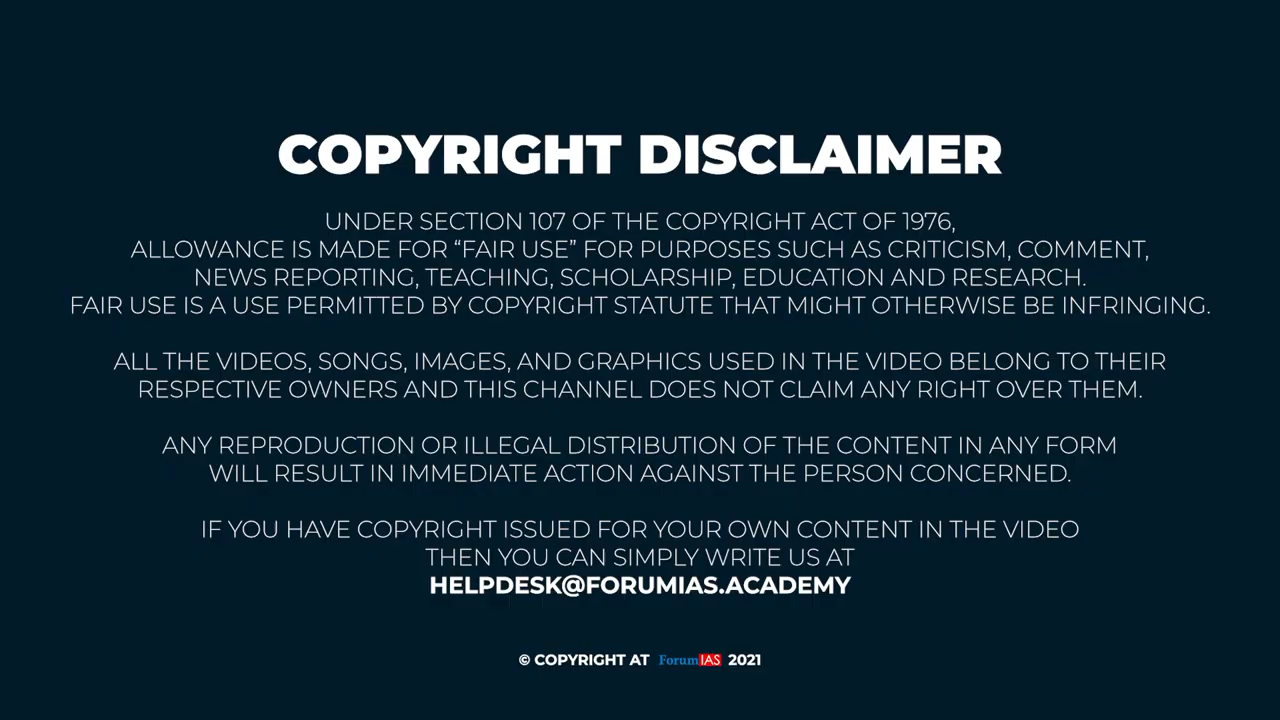 COPYRIGHT DISCLAIMER
UNDER SECTION 107 OF THE COPYRIGHT ACT OF 1976,
ALLOWANCE IS MADE FOR “FAIR USE” FOR PURPOSES SUCH AS CRITICISM, COMMENT,
NEWS REPORTING, TEACHING, SCHOLARSHIP, EDUCATION AND RESEARCH.
FAIR USE IS A USE PERMITTED BY COPYRIGHT STATUTE THAT MIGHT OTHERWISE BE INFRINGING.
ALL THE VIDEOS, SONGS, IMAGES, AND GRAPHICS USED IN THE VIDEO BELONG TO THEIR
RESPECTIVE OWNERS AND THIS CHANNEL DOES NOT CLAIM ANY RIGHT OVER THEM.
ANY REPRODUCTION OR ILLEGAL DISTRIBUTION OF THE CONTENT IN ANY FORM
WILL RESULT IN IMMEDIATE ACTION AGAINST THE PERSON CONCERNED.
IF YOU HAVE COPYRIGHT ISSUED FOR YOUR OWN CONTENT IN THE VIDEO
THEN YOU CAN SIMPLY WRITE US AT
HELPDESK@FORUMIAS.ACADEMY
© COPYRIGHT AT ForumIAS 2021